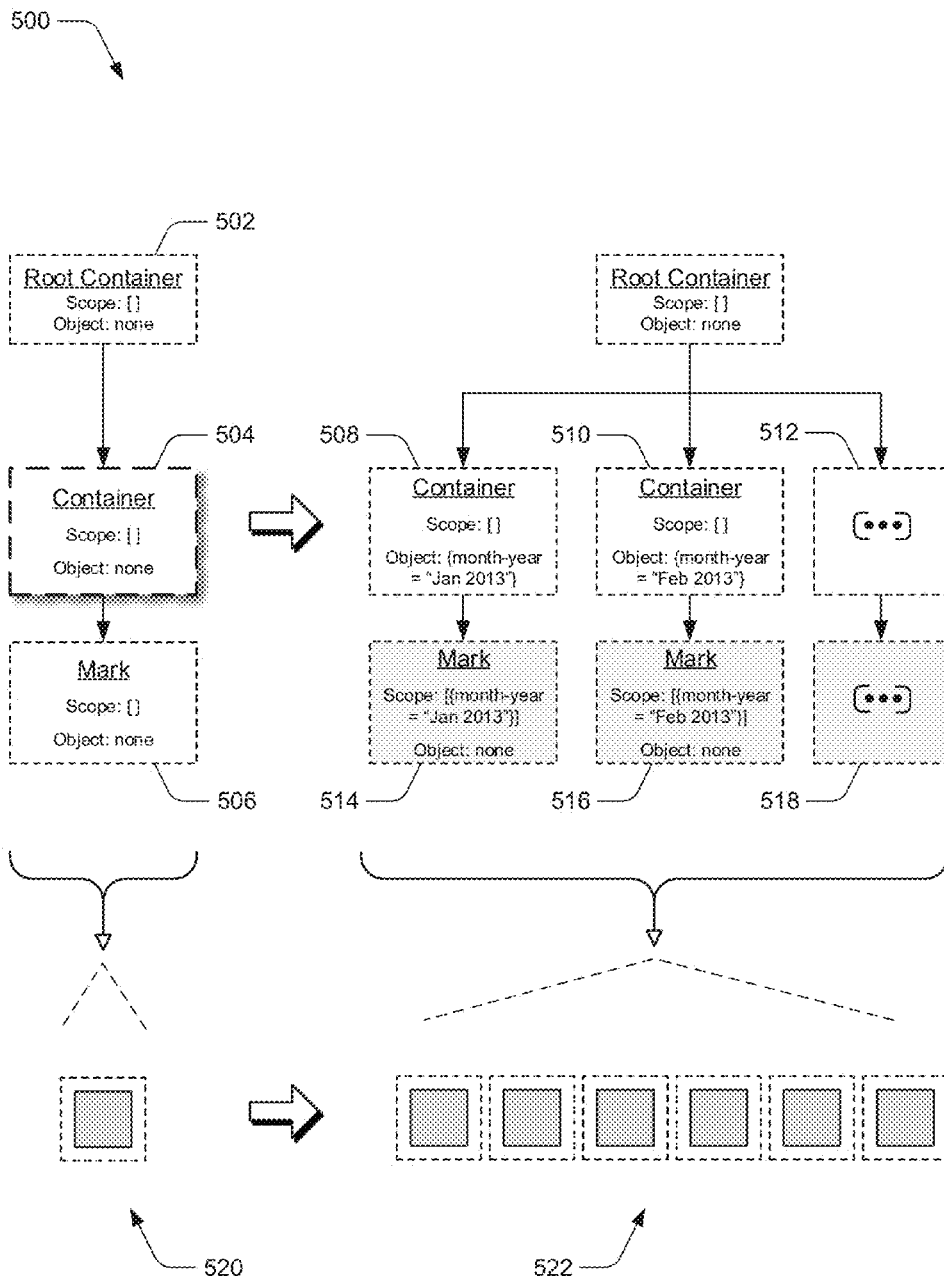 500
502
Root Container
Scope: [ ]
Object: none
Root Container
Scope: [ ]
Object: none
504
508
510
512
Container
Scope: [ ]
Object: none
Container
Scope: [ ]
Object: {month-year
= "Jan 2013"}
Container
Scope: [ ]
Object: {month-year
= "Feb 2013"}
{•••}
Mark
Scope: [ ]
Object: none
Mark
Scope: [{month-year
= "Jan 2013"}]
Object: none
Mark
Scope: [{month-year
= "Feb 2013"}]
Object: none
{•••}
506
514
516
518
520
522